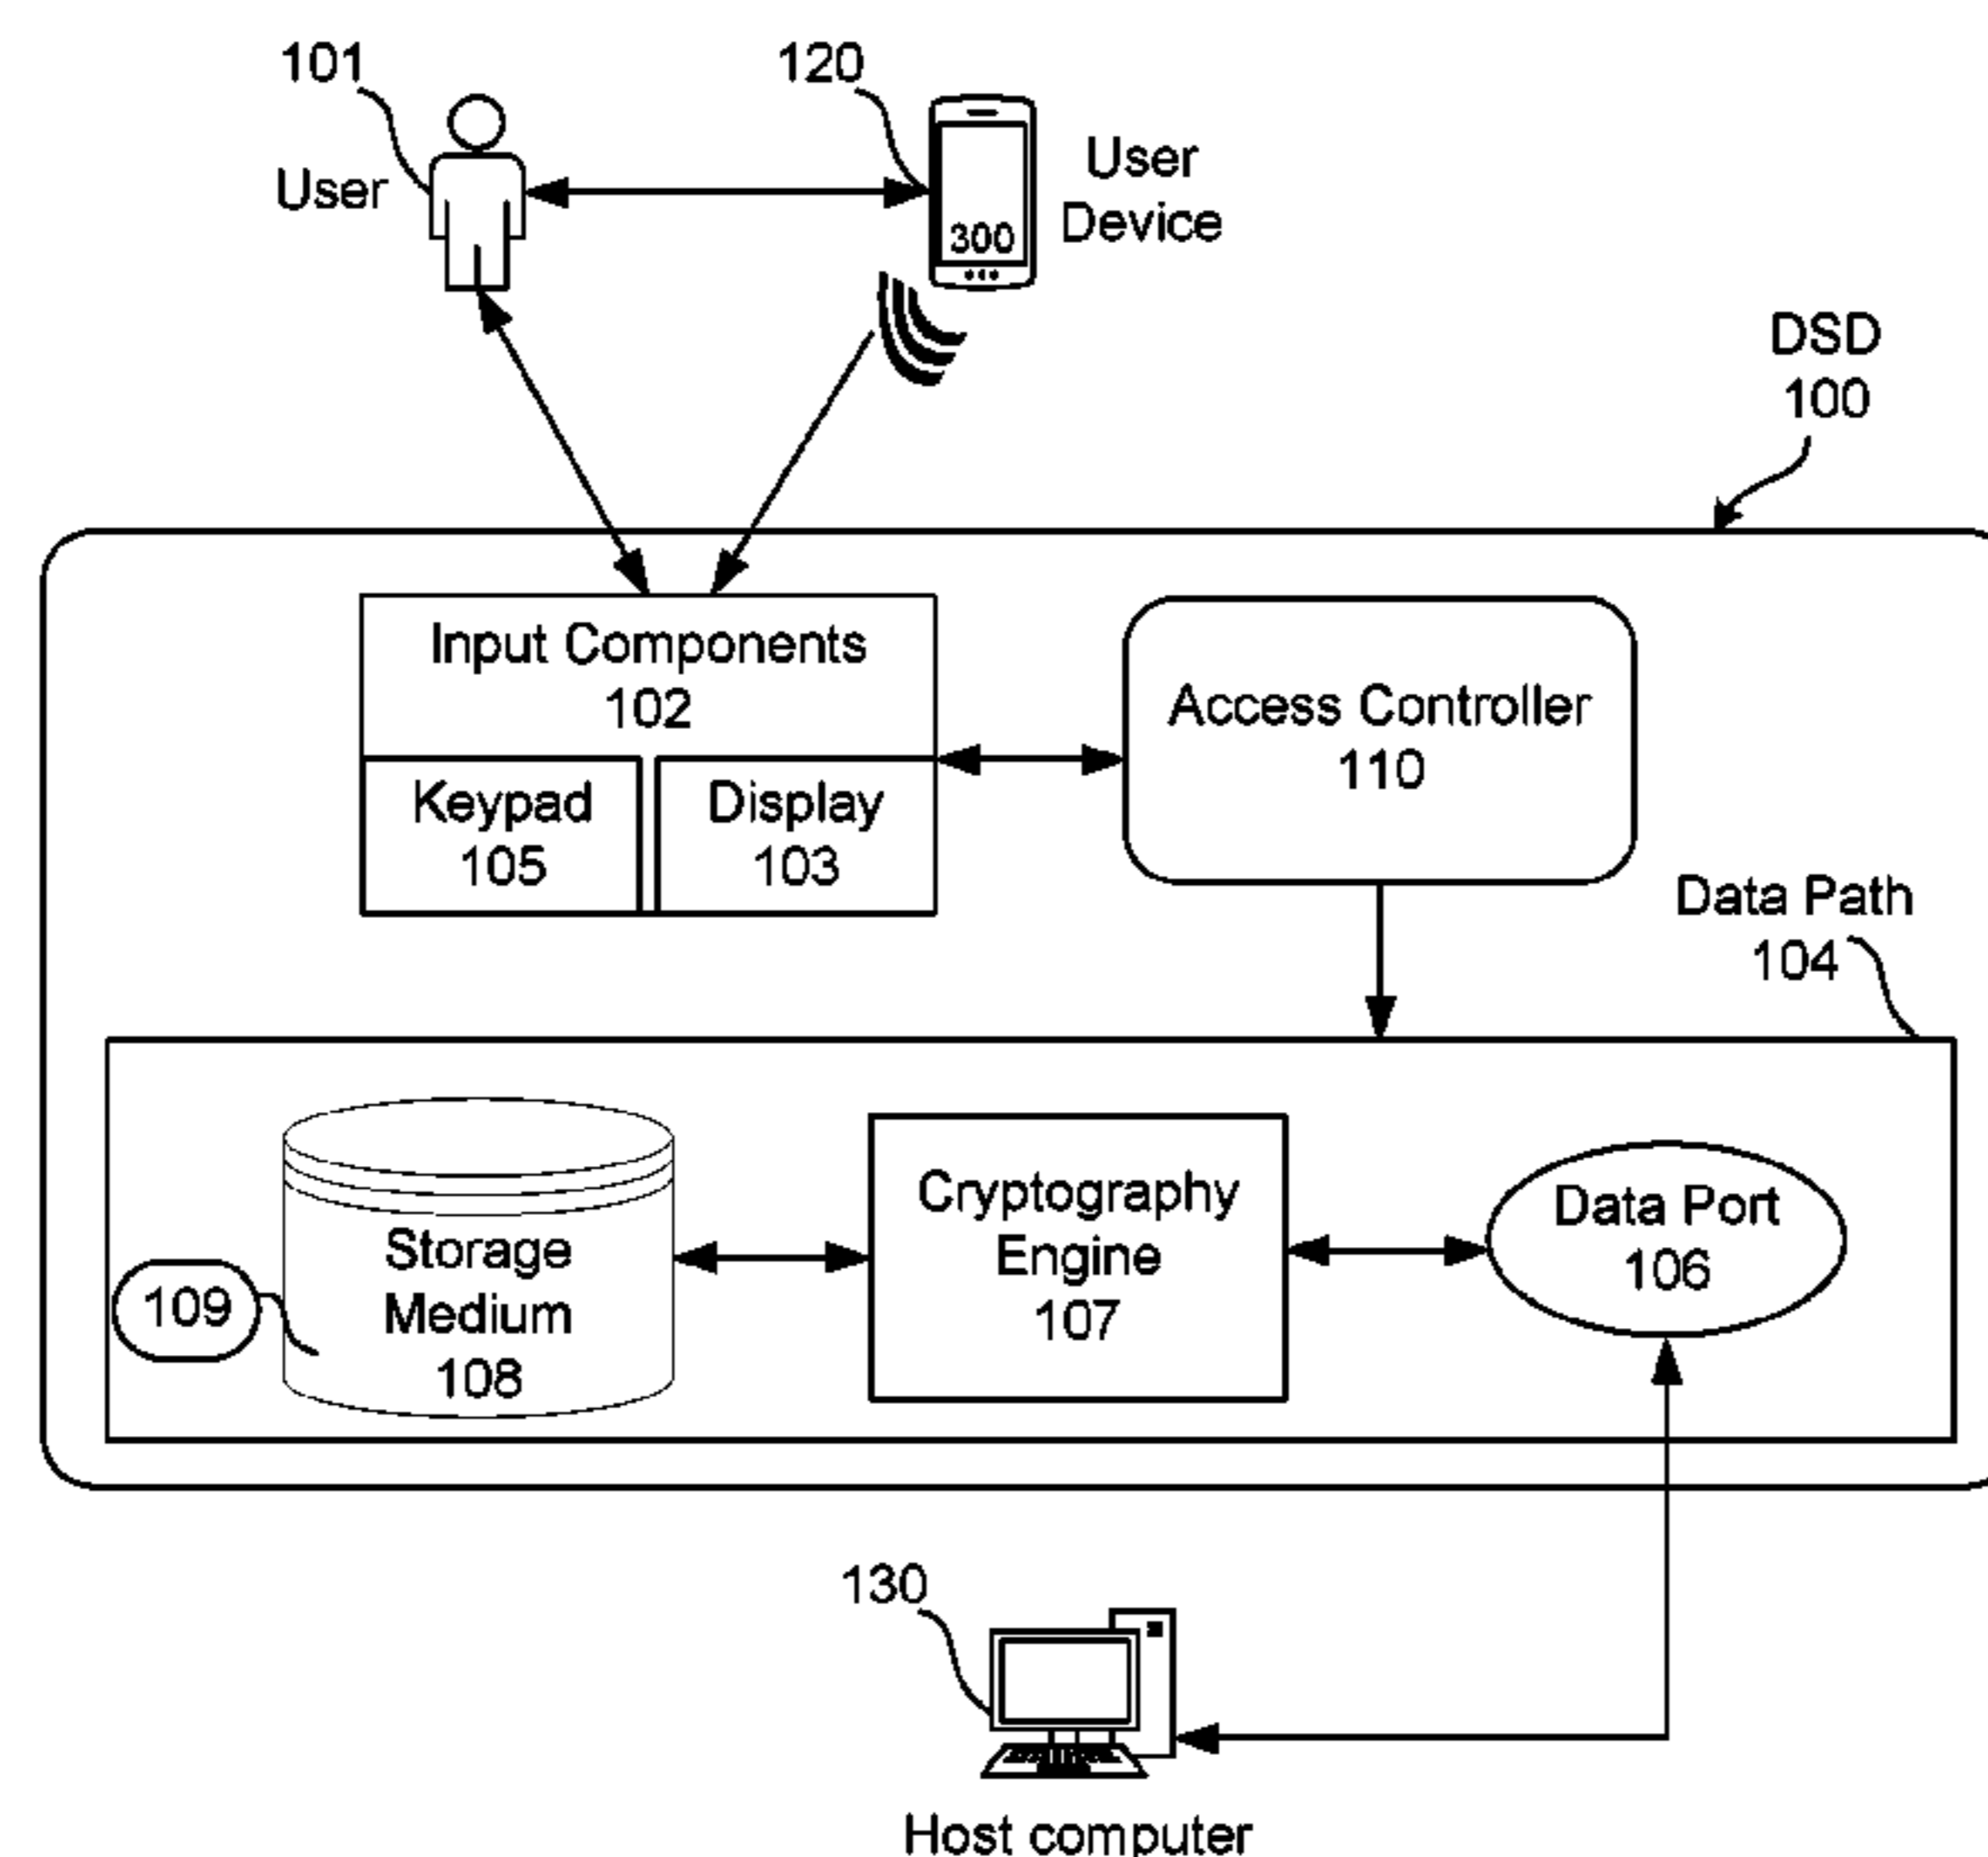 101
120
User
User
Device
300
DSD
100
Input Components
102
Keypad
105
Display
103
Access Controller
110
Data Path
104
Storage
Medium
108
109
Cryptography
Engine
107
Data Port
106
130
Host computer